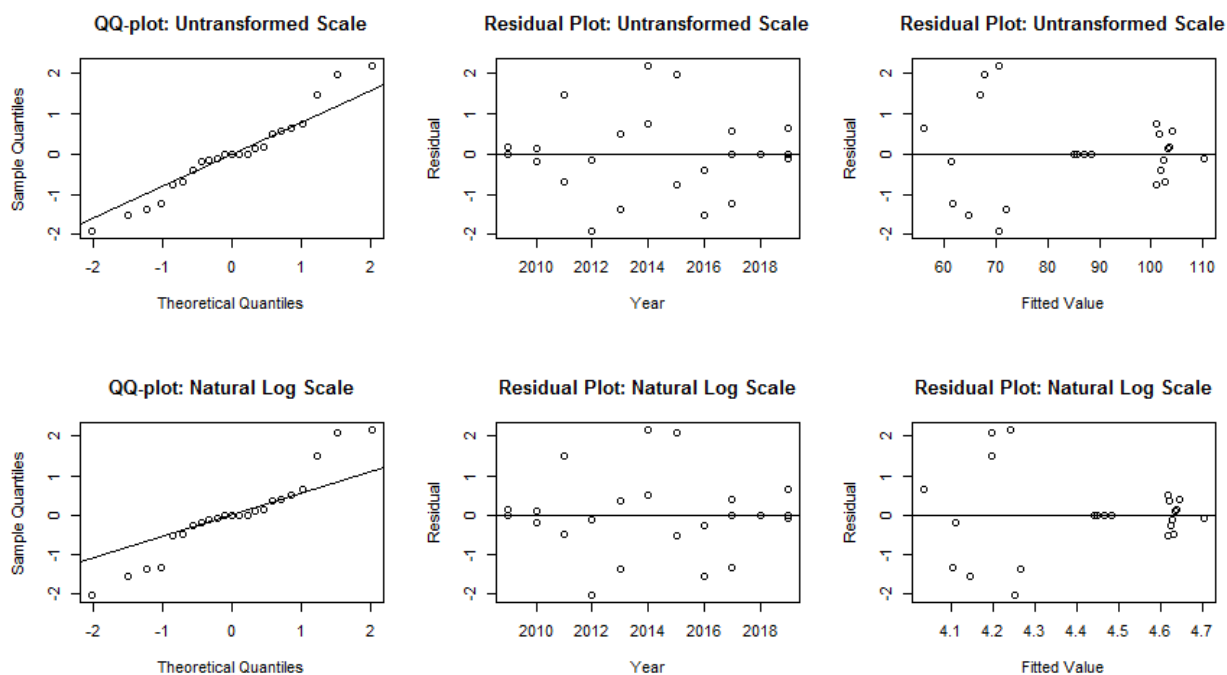 QQ-plot: Untransformed Scale
Sample Quantiles
2
1
0
-1
-2
-2 -1 0 1 2
Theoretical Quantiles
Residual Plot: Untransformed Scale
Residual
2
1
0
-1
-2
2010 2012 2014 2016 2018
Year
Residual Plot: Untransformed Scale
Residual
2
1
0
-1
-2
60 70 80 90 100 110
Fitted Value
QQ-plot: Natural Log Scale
Sample Quantiles
2
1
0
-1
-2
-2 -1 0 1 2
Theoretical Quantiles
Residual Plot: Natural Log Scale
Residual
2
1
0
-1
-2
2010 2012 2014 2016 2018
Year
Residual Plot: Natural Log Scale
Residual
2
1
0
-1
-2
4.1 4.2 4.3 4.4 4.5 4.6 4.7
Fitted Value